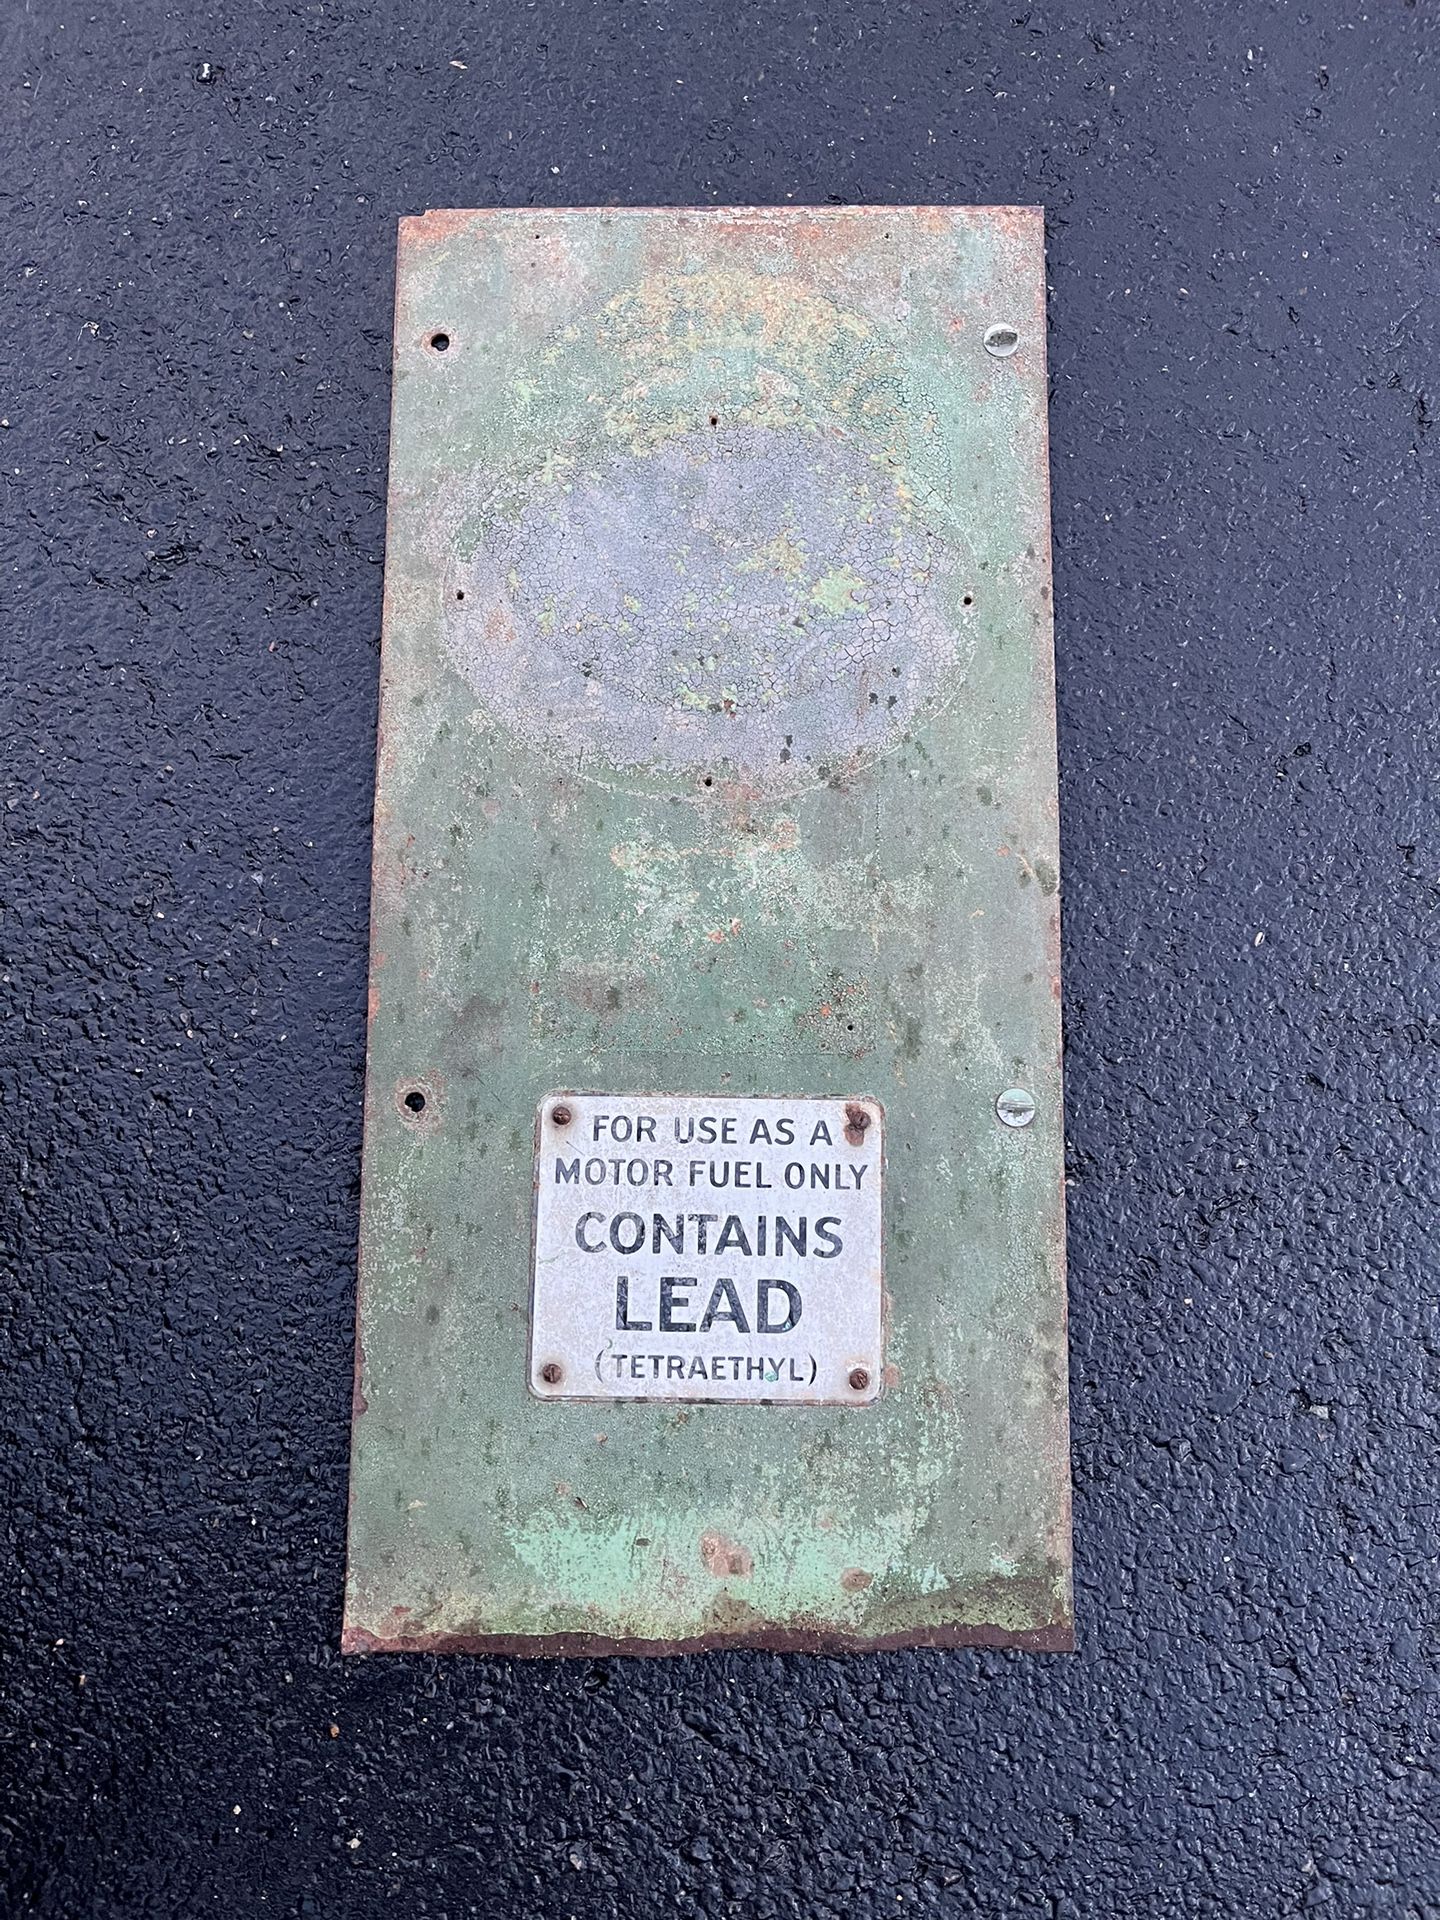 FOR USE AS A
MOTOR FUEL ONLY
CONTAINS
LEAD
(TETRAETHYL)